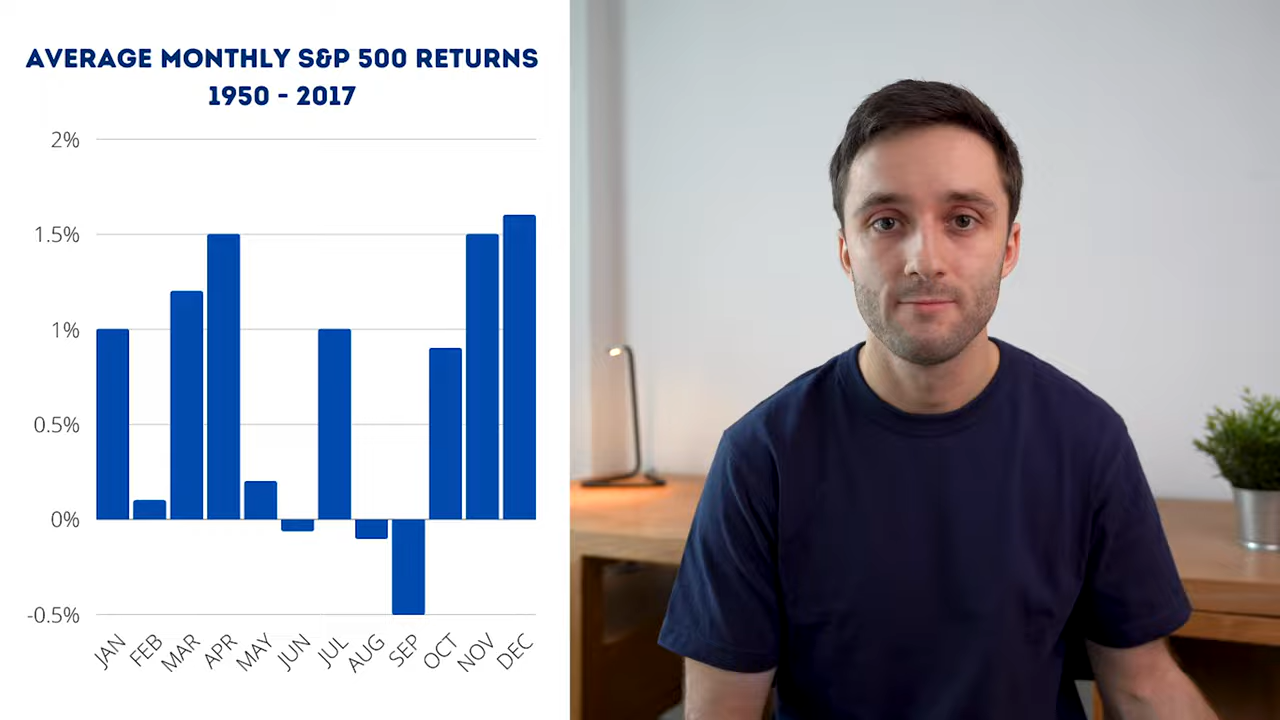 AVERAGE MONTHLY S&P 500 RETURNS
1950 - 2017
2%
1.5%
1%
0.5%
0%
-0.5%
JAN FEB MAR APR MAY JUN JUL AUG SEP OCT NOV DEC